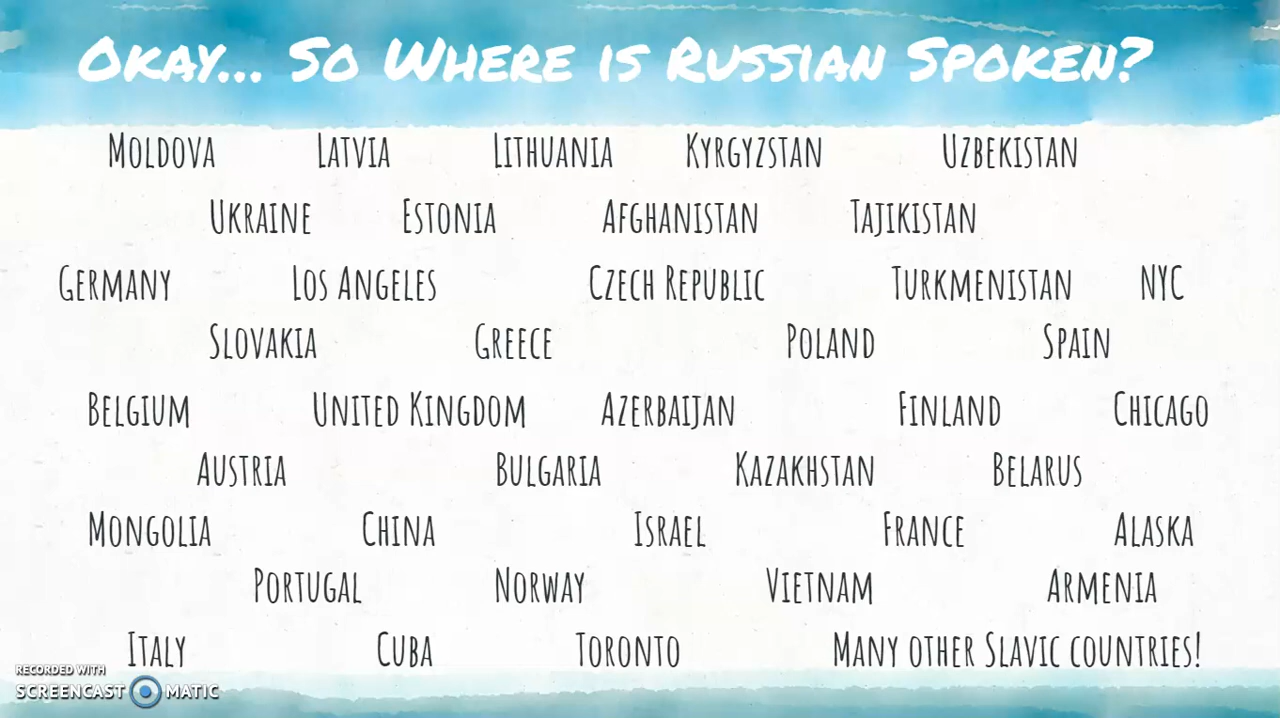 Okay... So Where is Russian Spoken?
Moldova Latvia Lithuania Kyrgyzstan Uzbekistan
Ukraine Estonia Afghanistan Tajikistan
Germany Los Angeles Czech Republic Turkmenistan NYC
Slovakia Greece Poland Spain
Belgium United Kingdom Azerbaijan Finland Chicago
Austria Bulgaria Kazakhstan Belarus
Mongolia China Israel France Alaska
Portugal Norway Vietnam Armenia
Italy Cuba Toronto Many other Slavic countries!
RECORDED WITH
SCREENCAST MATIC